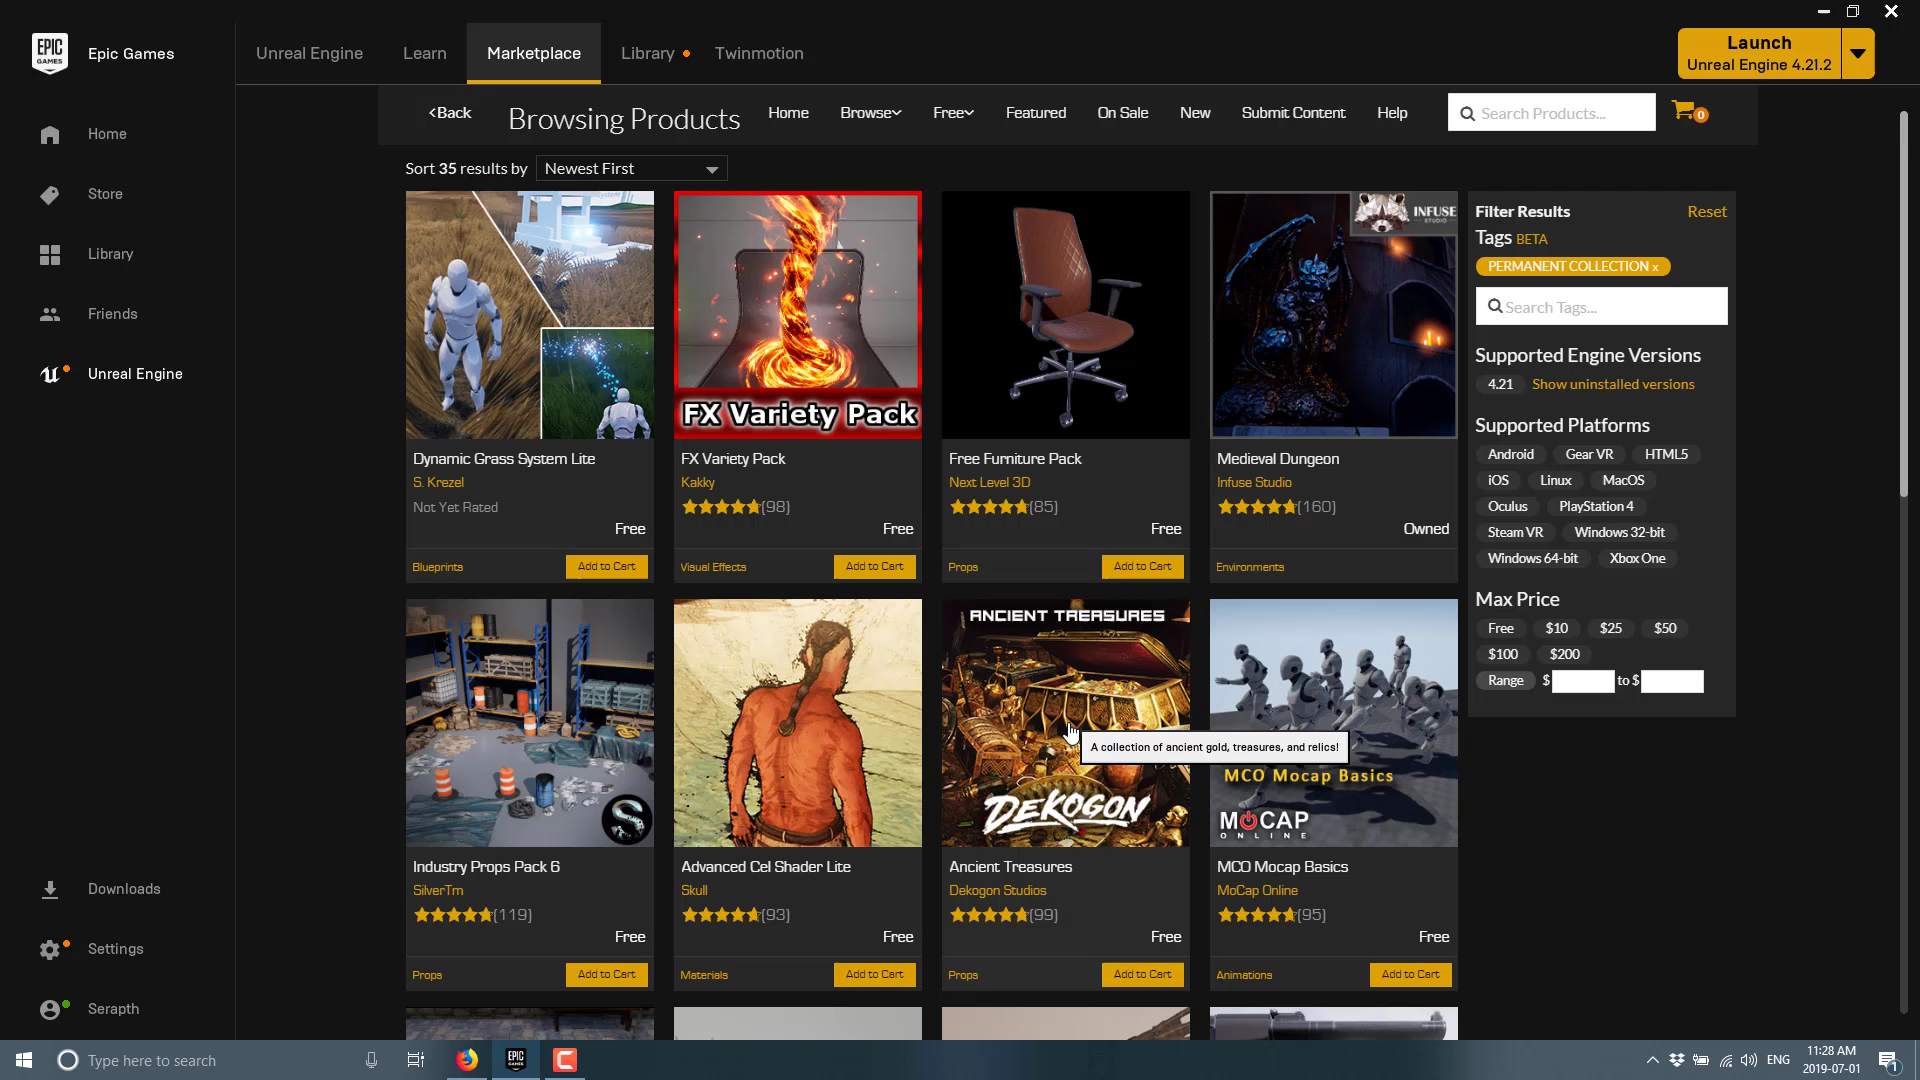 EPIC GAMES
Epic Games
Unreal Engine
Learn
Marketplace
Library
Twinmotion
Launch
Unreal Engine 4.21.2
Home
Store
Library
Friends
Unreal Engine
Downloads
Settings
Serapth
<Back
Browsing Products
Home
Browse
Free
Featured
On Sale
New
Submit Content
Help
Search Products...
0
Sort 35 results by
Newest First
FX Variety Pack
INFUSE
STUDIO
Dynamic Grass System Lite
S. Krezel
Not Yet Rated
Free
Blueprints
Add to Cart
FX Variety Pack
Kakky
(98)
Free
Visual Effects
Add to Cart
Free Furniture Pack
Next Level 3D
(85)
Free
Props
Add to Cart
Medieval Dungeon
Infuse Studio
(160)
Owned
Environments
S
ANCIENT TREASURES
DEKOGON
A collection of ancient gold, treasures, and relics!
MCO Mocap Basics
MOCAP
ONLINE
Industry Props Pack 6
SilverTm
(119)
Free
Props
Add to Cart
Advanced Cel Shader Lite
Skull
(93)
Free
Materials
Add to Cart
Ancient Treasures
Dekogon Studios
(99)
Free
Props
Add to Cart
MCO Mocap Basics
MoCap Online
(95)
Free
Animations
Add to Cart
Filter Results
Reset
Tags BETA
PERMANENT COLLECTION x
Search Tags...
Supported Engine Versions
4.21 Show uninstalled versions
Supported Platforms
Android Gear VR HTML5
iOS Linux MacOS
Oculus PlayStation 4
Steam VR Windows 32-bit
Windows 64-bit Xbox One
Max Price
Free $10 $25 $50
$100 $200
Range $ to $
Type here to search
EPIC GAMES
ENG
11:28 AM
2019-07-01
1